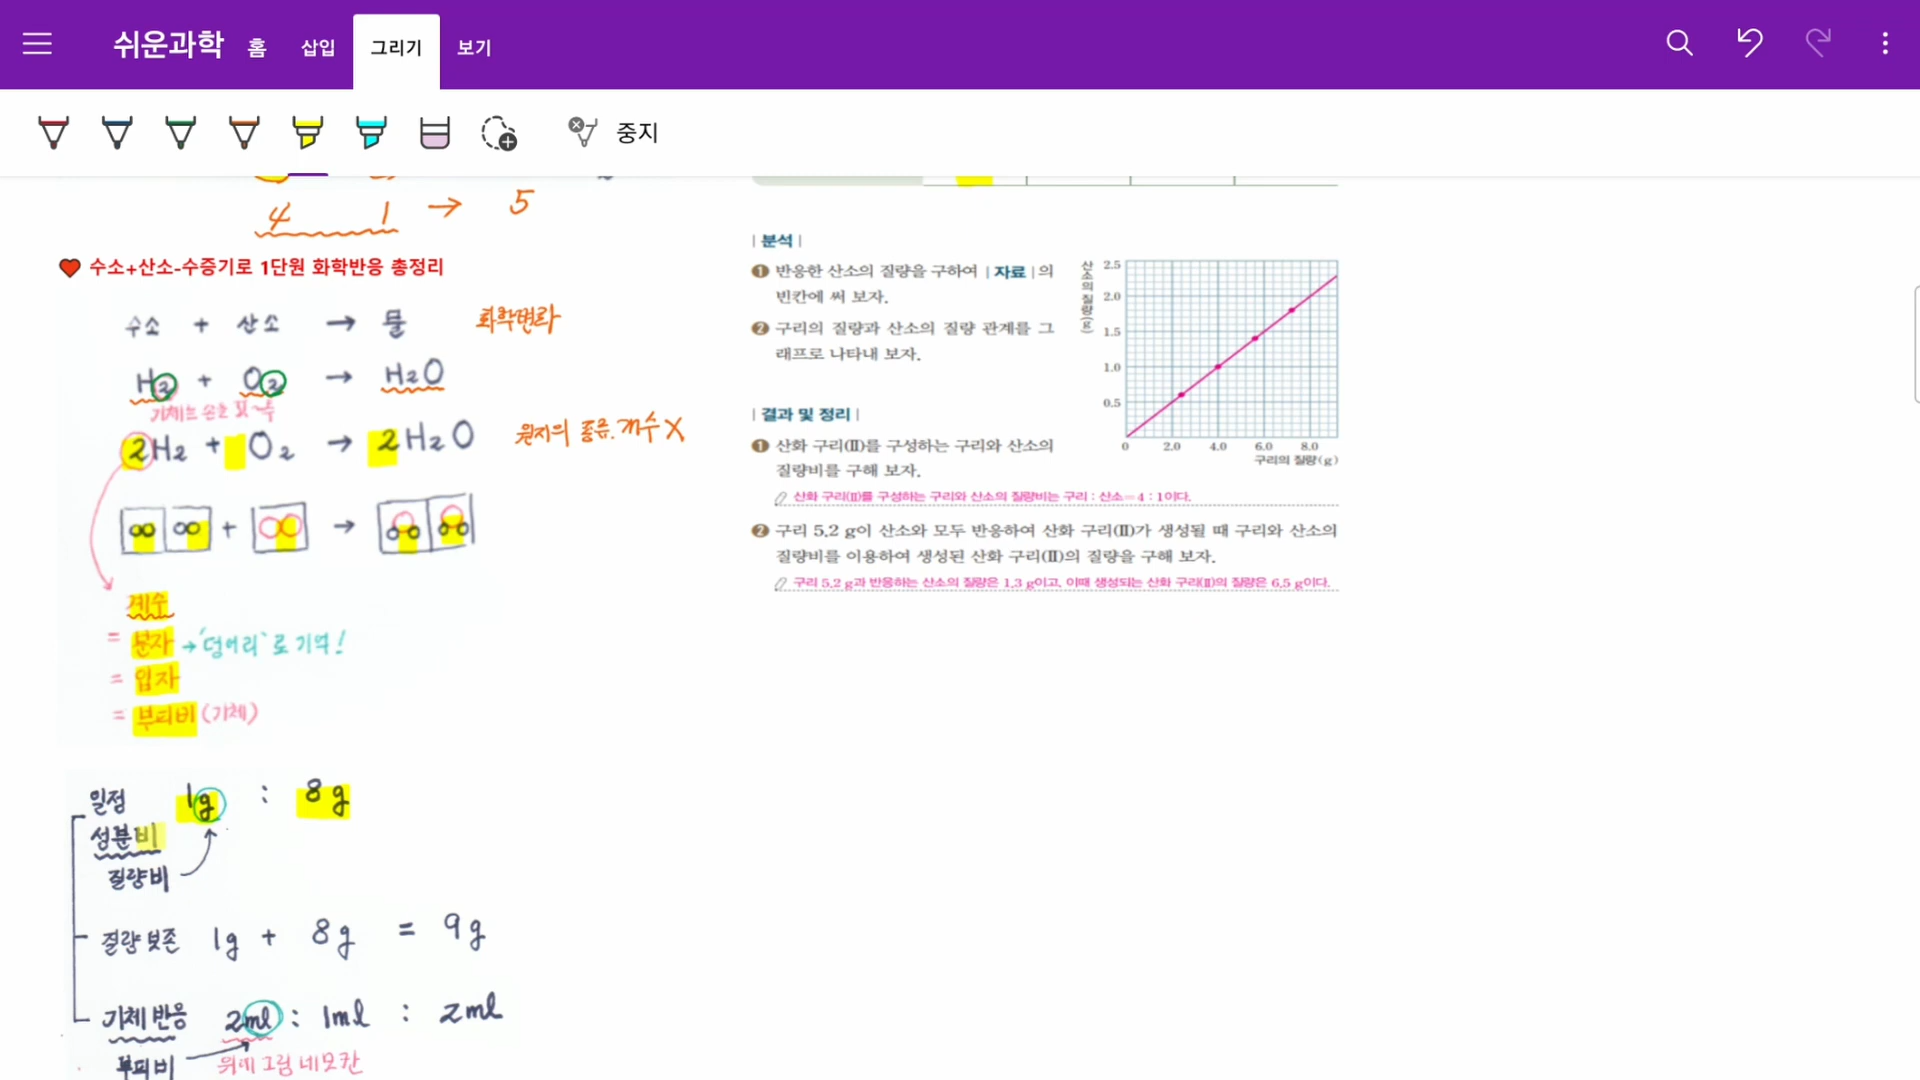 쉬운과학 홈 삽입 그리기 보기
중지
4 1 → 5
수소+산소-수증기로 1단원 화학반응 총정리
수소 + 산소 → 물 화학변화
H2 + O2 → H2O
기체는 손님
2H2 + O2 → 2H2O 원자의 종류.개수 X
+ →
계수
= 분자 → '덩어리'로 기억!
= 입자
= 부피비 (기체)
일정 1g : 8g
성분비
질량비
질량 보존 1g + 8g = 9g
기체 반응 2ml : 1ml : 2ml
부피비 위에 그림 네모칸
| 분석 |
❶ 반응한 산소의 질량을 구하여 | 자료 | 의
빈칸에 써 보자.
❷ 구리의 질량과 산소의 질량 관계를 그
래프로 나타내 보자.
산소의 질량(g)
2.5
2.0
1.5
1.0
0.5
0 2.0 4.0 6.0 8.0
구리의 질량(g)
| 결과 및 정리 |
❶ 산화 구리(Ⅱ)를 구성하는 구리와 산소의
질량비를 구해 보자.
산화 구리(Ⅱ)를 구성하는 구리와 산소의 질량비는 구리 : 산소=4 : 1이다.
❷ 구리 5.2 g이 산소와 모두 반응하여 산화 구리(Ⅱ)가 생성될 때 구리와 산소의
질량비를 이용하여 생성된 산화 구리(Ⅱ)의 질량을 구해 보자.
구리 5.2 g과 반응하는 산소의 질량은 1.3 g이고, 이때 생성되는 산화 구리(Ⅱ)의 질량은 6.5 g이다.